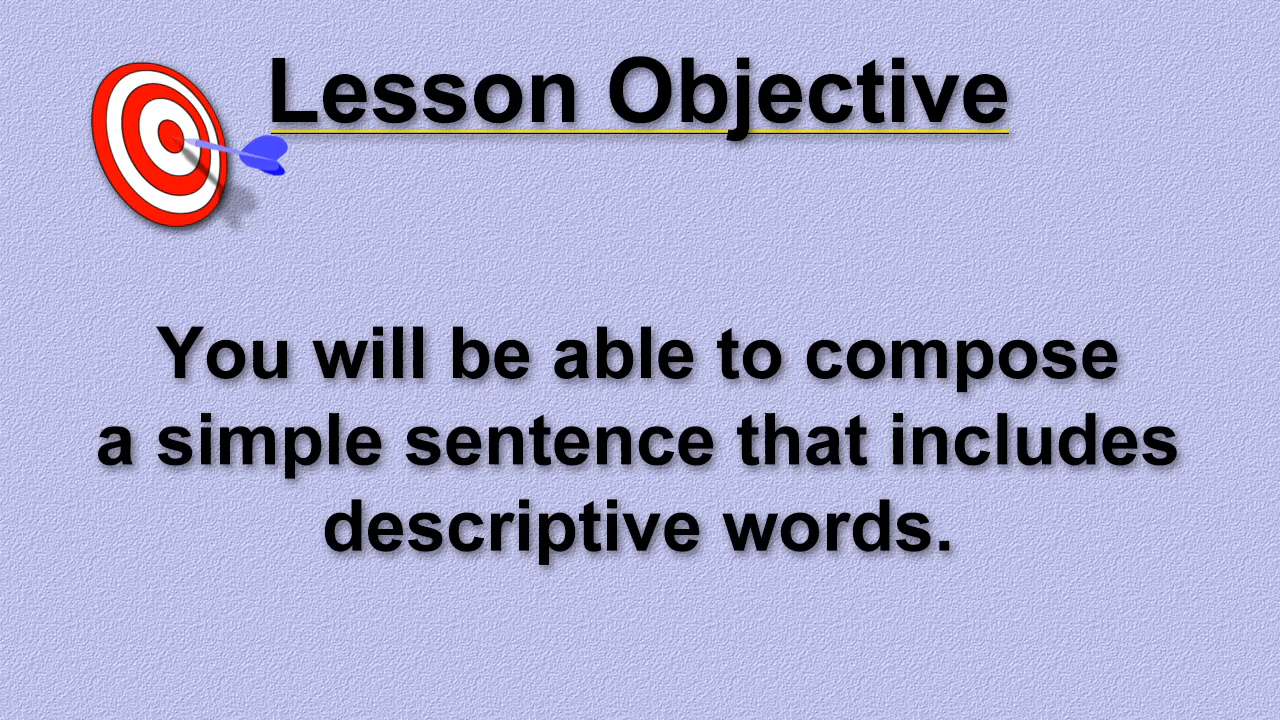 Lesson Objective
You will be able to compose
a simple sentence that includes
descriptive words.